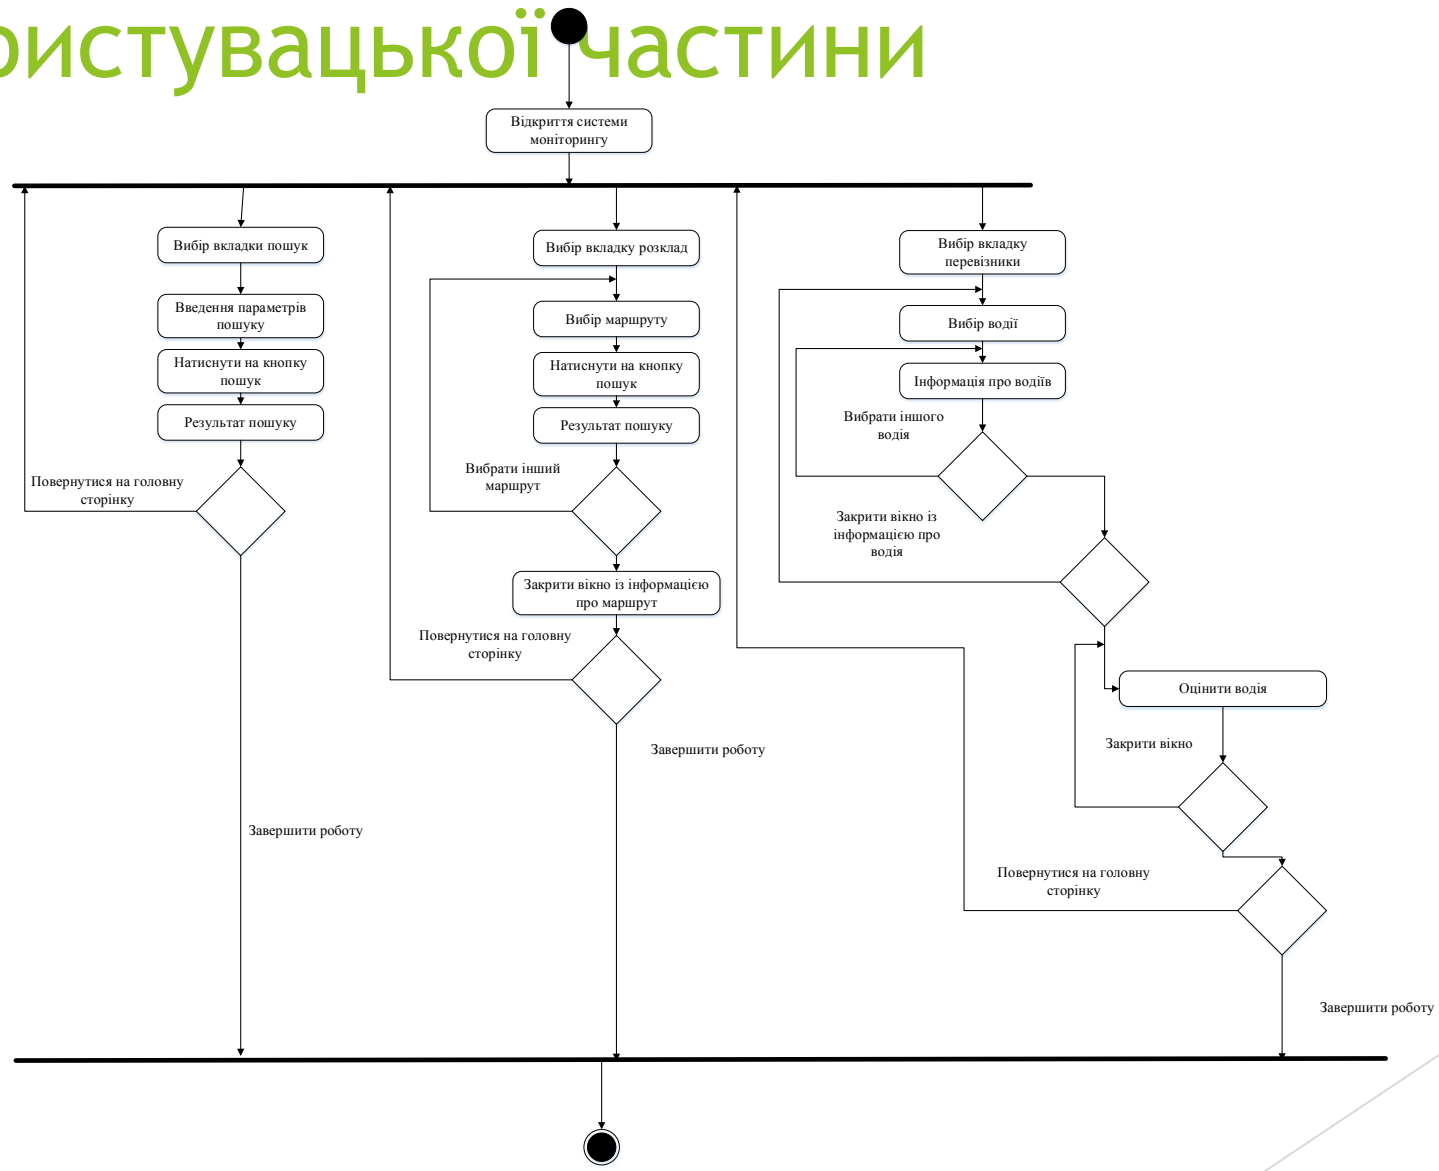 ристувацької частини
Відкриття системи
моніторингу
Вибір вкладки пошук
Введення параметрів
пошуку
Натиснути на кнопку
пошук
Результат пошуку
Повернутися на головну
сторінку
Завершити роботу
Вибір вкладку розклад
Вибір маршруту
Натиснути на кнопку
пошук
Результат пошуку
Вибрати інший
маршрут
Закрити вікно із інформацією
про маршрут
Повернутися на головну
сторінку
Завершити роботу
Вибір вкладку
перевізники
Вибір водії
Інформація про водіїв
Вибрати іншого
водія
Закрити вікно із
інформацією про
водія
Оцінити водія
Закрити вікно
Повернутися на головну
сторінку
Завершити роботу